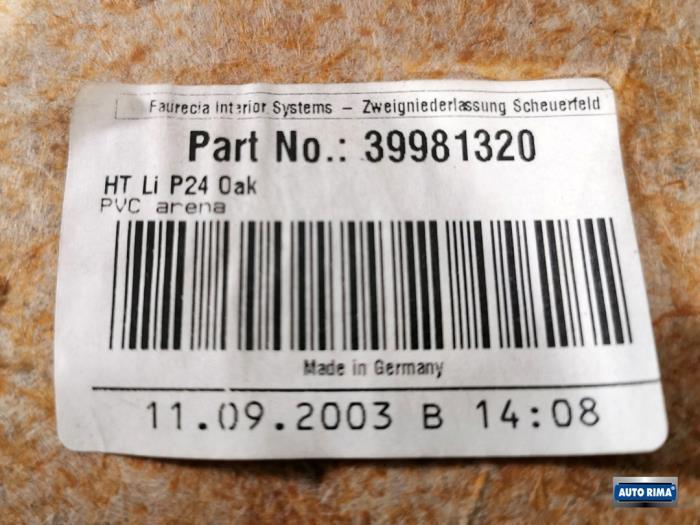 Faurecia Interior Systems – Zweigniederlassung Scheuerfeld
Part No.: 39981320
HT Li P24 Oak
PVC arena
Made in Germany
11.09.2003 B 14:08
AUTO RIMA